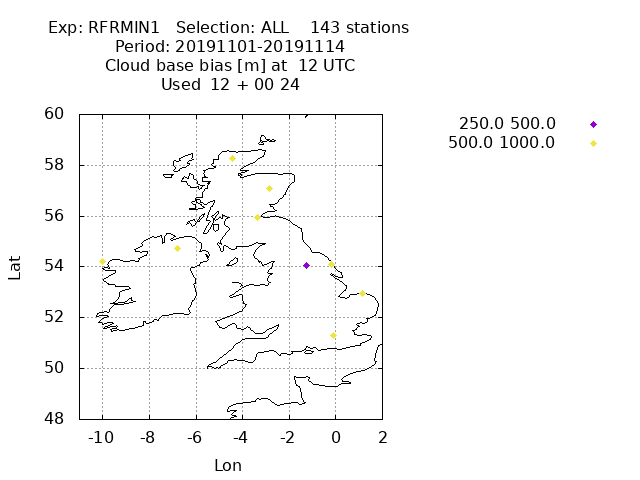 Exp: RFRMIN1 Selection: ALL 143 stations
Period: 20191101-20191114
Cloud base bias [m] at 12 UTC
Used 12 + 00 24
250.0 500.0
500.0 1000.0
60
58
56
54
52
50
48
Lat
-10 -8 -6 -4 -2 0 2
Lon